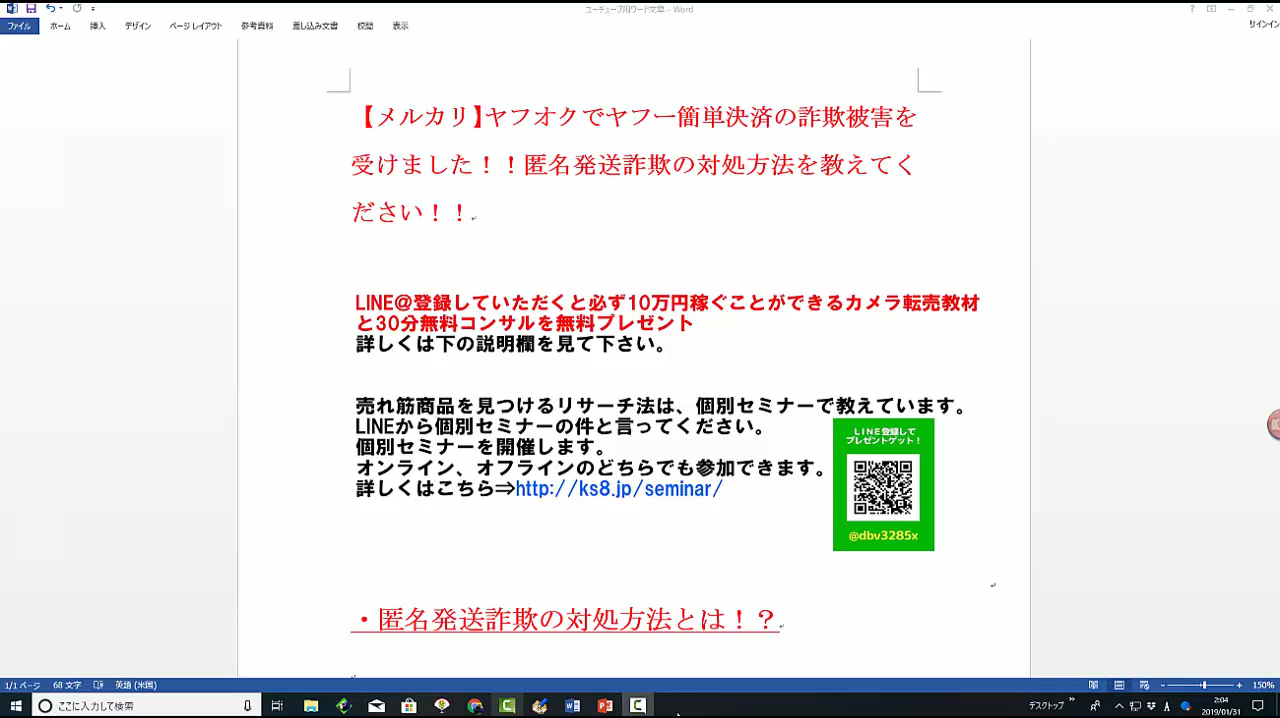 ユーチューブ用ワード文章 - Word
ファイル ホーム 挿入 デザイン ページ レイアウト 参考資料 差し込み文書 校閲 表示 サインイン
【メルカリ】ヤフオクでヤフー簡単決済の詐欺被害を
受けました！！匿名発送詐欺の対処方法を教えてく
ださい！！
LINE@登録していただくと必ず10万円稼ぐことができるカメラ転売教材
と30分無料コンサルを無料プレゼント
詳しくは下の説明欄を見て下さい。
売れ筋商品を見つけるリサーチ法は、個別セミナーで教えています。
LINEから個別セミナーの件と言ってください。
個別セミナーを開催します。
オンライン、オフラインのどちらでも参加できます。
詳しくはこちら⇒http://ks8.jp/seminar/
LINE登録して
プレゼントゲット！
@dbv3285x
・匿名発送詐欺の対処方法とは！？
1/1 ページ 68 文字 英語 (米国) 150%
ここに入力して検索 デスクトップ 2:04
2019/01/31